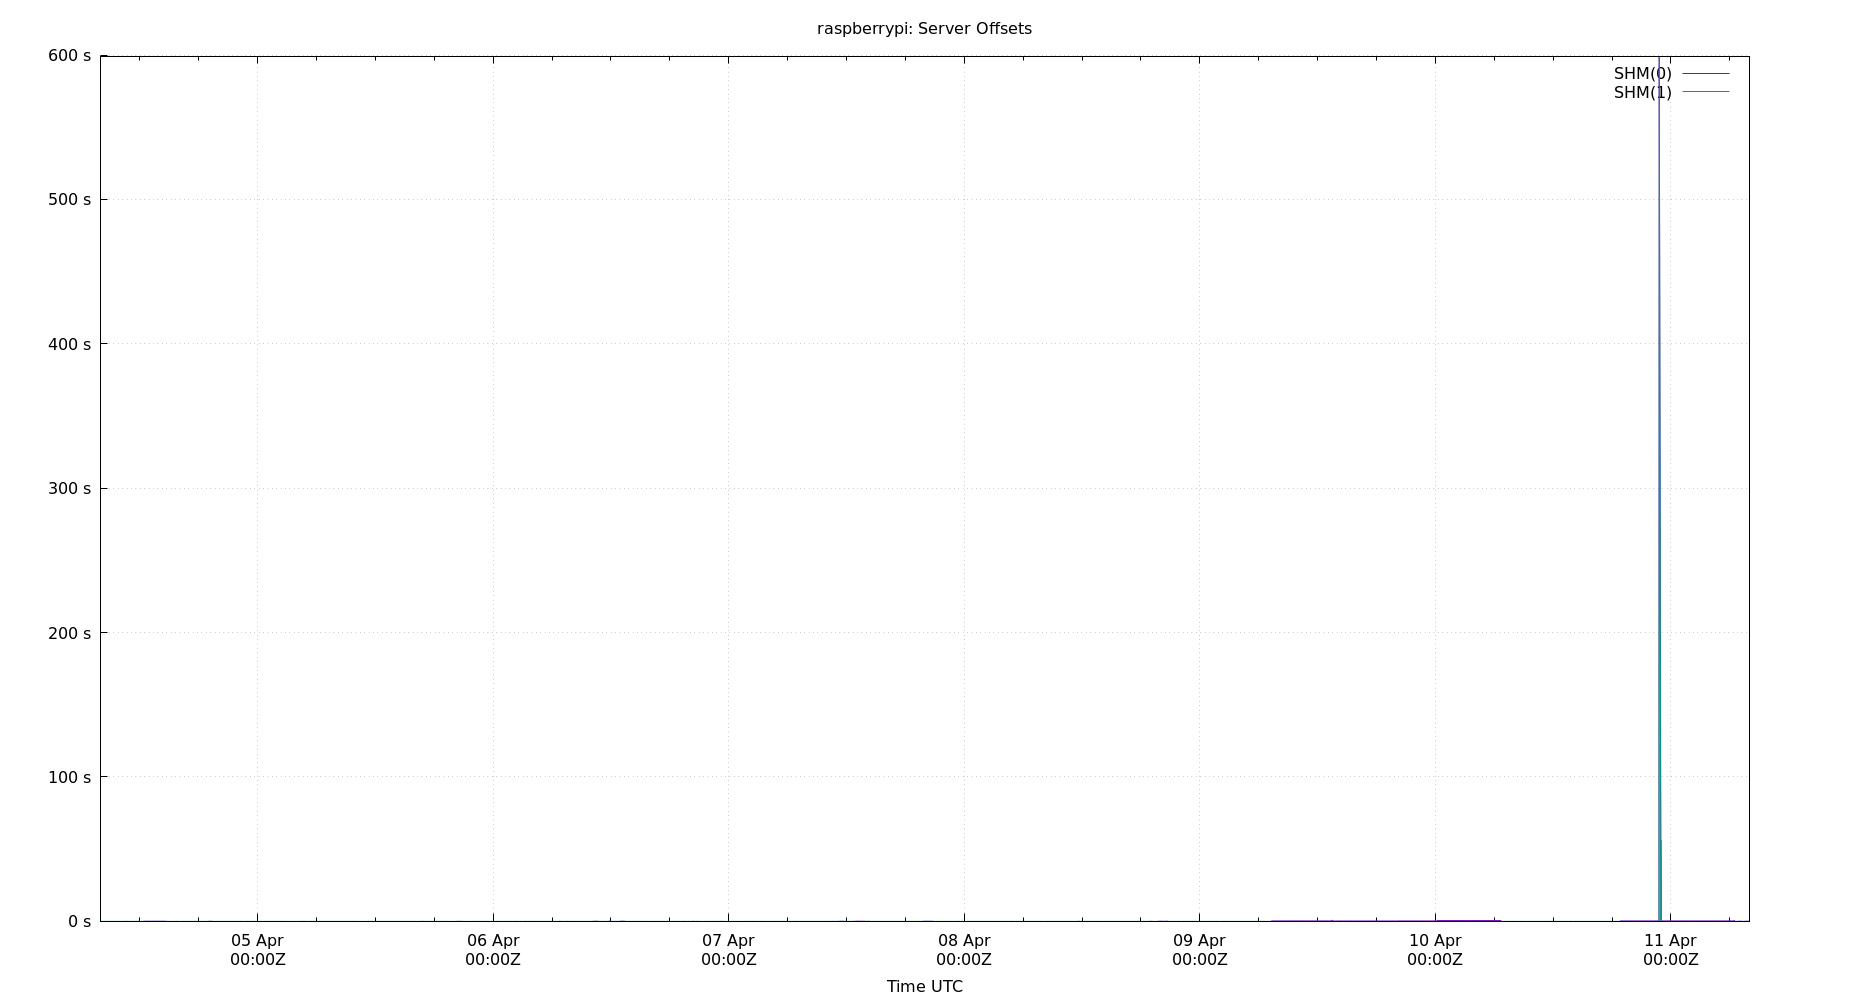 raspberrypi: Server Offsets
600 s
SHM(0)
SHM(1)
500 s
400 s
300 s
200 s
100 s
0 s
05 Apr 06 Apr 07 Apr 08 Apr 09 Apr 10 Apr 11 Apr
00:00Z 00:00Z 00:00Z 00:00Z 00:00Z 00:00Z 00:00Z
Time UTC